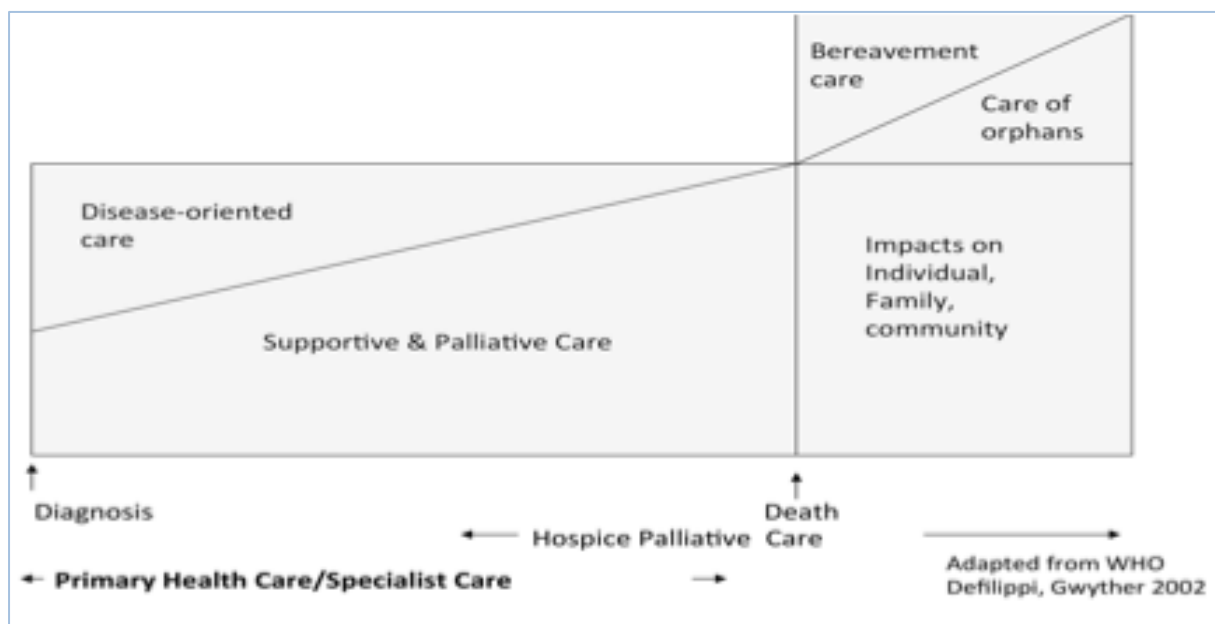 Bereavement
care
Care of
orphans
Disease-oriented
care
Impacts on
Individual,
Family,
community
Supportive & Palliative Care
Diagnosis
Death
Hospice Palliative Care
Primary Health Care/Specialist Care
Adapted from WHO
Defilippi, Gwyther 2002